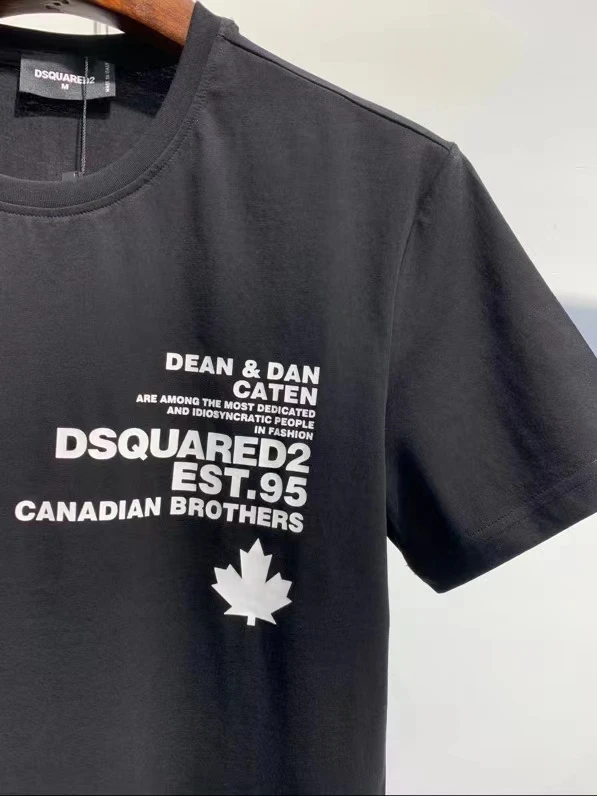 DSQUARED2
M
DEAN & DAN
CATEN
ARE AMONG THE MOST DEDICATED
AND IDIOSYNCRATIC PEOPLE
IN FASHION
DSQUARED2
EST.95
CANADIAN BROTHERS